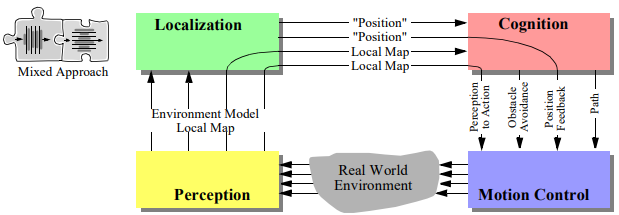 Localization
"Position"
"Position"
Local Map
Local Map
Cognition
Mixed Approach
Environment Model
Local Map
Perception
to Action
Obstacle
Avoidance
Position
Feedback
Path
Perception
Real World
Environment
Motion Control